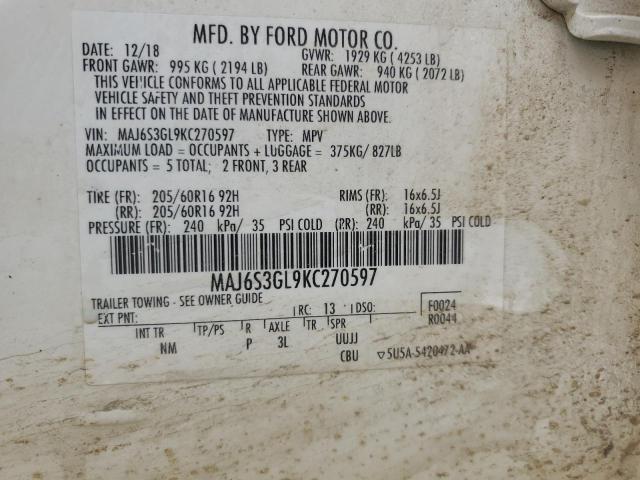 MFD. BY FORD MOTOR CO.
DATE: 12/18 GVWR: 1929 KG ( 4253 LB)
FRONT GAWR: 995 KG ( 2194 LB) REAR GAWR: 940 KG ( 2072 LB)
THIS VEHICLE CONFORMS TO ALL APPLICABLE FEDERAL MOTOR
VEHICLE SAFETY AND THEFT PREVENTION STANDARDS
IN EFFECT ON THE DATE OF MANUFACTURE SHOWN ABOVE.
VIN: MAJ6S3GL9KC270597 TYPE: MPV
MAXIMUM LOAD = OCCUPANTS + LUGGAGE = 375KG/ 827LB
OCCUPANTS = 5 TOTAL; 2 FRONT, 3 REAR
TIRE (FR): 205/60R16 92H RIMS (FR): 16x6.5J
(RR): 205/60R16 92H (RR): 16x6.5J
PRESSURE (FR): 240 kPa/ 35 PSI COLD (RR): 240 kPa/ 35 PSI COLD
MAJ6S3GL9KC270597
TRAILER TOWING - SEE OWNER GUIDE
EXT PNT: RC: 13 DSO: F0024
R0044
INT TR TP/PS R AXLE TR SPR
NM P 3L UUJJ
CBU 5U5A-S420472-AA